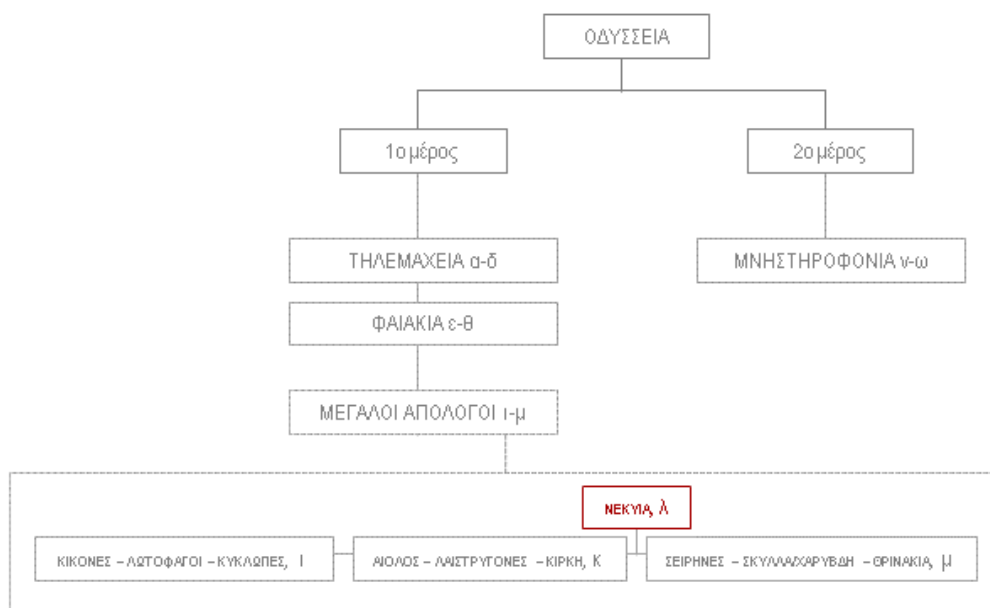 ΟΔΥΣΣΕΙΑ
1ο μέρος
2ο μέρος
ΤΗΛΕΜΑΧΕΙΑ α-δ
ΜΝΗΣΤΗΡΟΦΟΝΙΑ ν-ω
ΦΑΙΑΚΙΑ ε-θ
ΜΕΓΑΛΟΙ ΑΠΟΛΟΓΟΙ ι-μ
ΝΕΚΥΙΑ, λ
ΚΙΚΟΝΕΣ – ΛΩΤΟΦΑΓΟΙ – ΚΥΚΛΩΠΕΣ, ι
ΑΙΟΛΟΣ – ΛΑΙΣΤΡΥΓΟΝΕΣ – ΚΙΡΚΗ, κ
ΣΕΙΡΗΝΕΣ – ΣΚΥΛΛΑ/ΧΑΡΥΒΔΗ – ΘΡΙΝΑΚΙΑ, μ